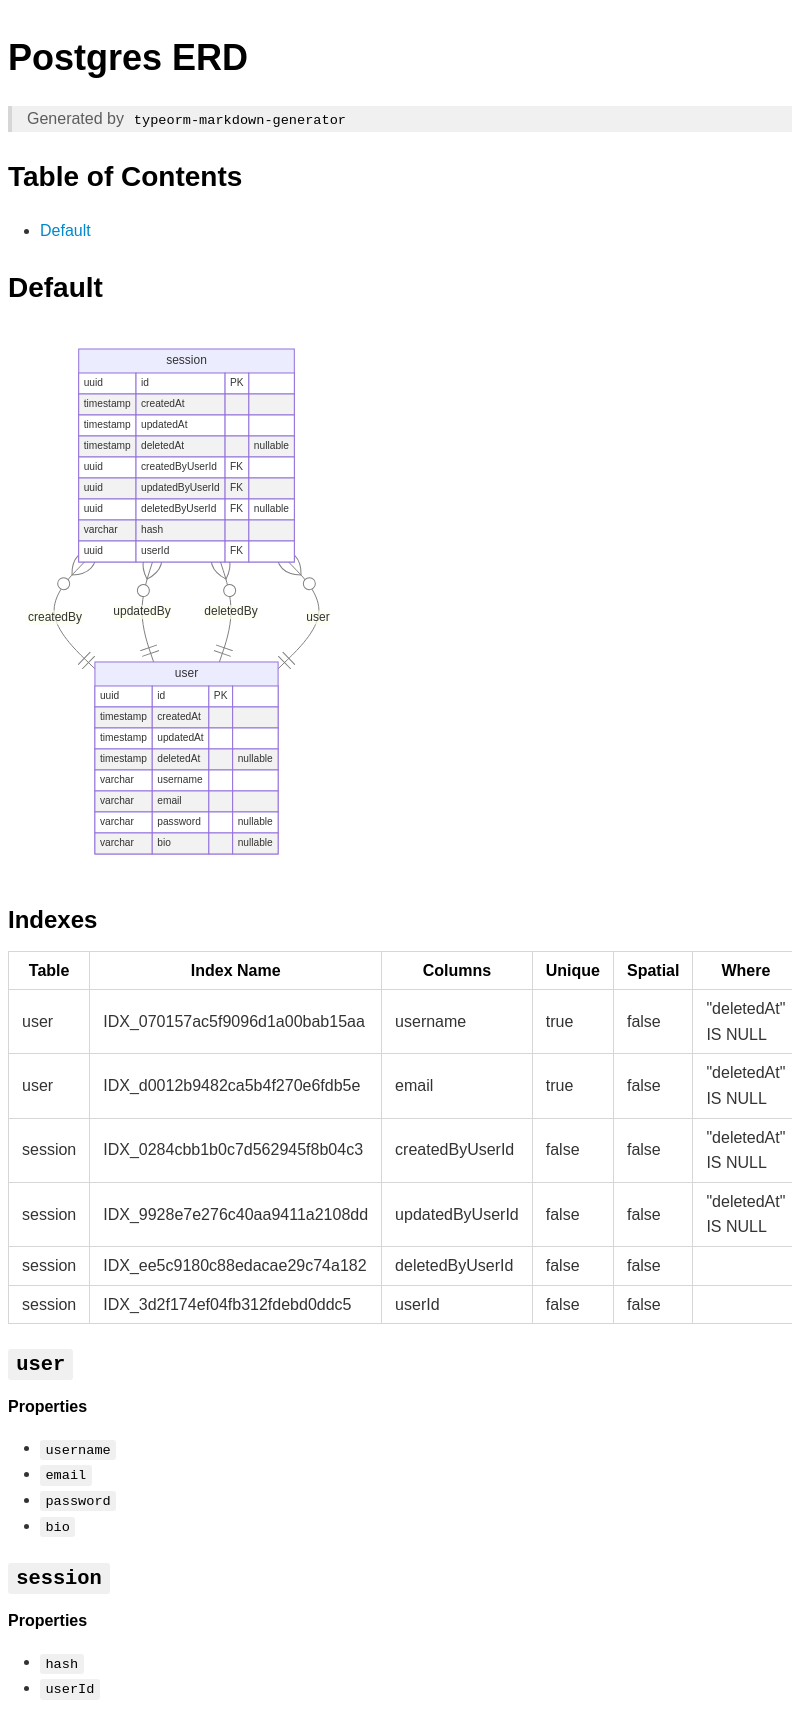 Postgres ERD
Generated by typeorm-markdown-generator
Table of Contents
Default
Default
session
uuid id PK
timestamp createdAt
timestamp updatedAt
timestamp deletedAt nullable
uuid createdByUserId FK
uuid updatedByUserId FK
uuid deletedByUserId FK nullable
varchar hash
uuid userId FK
createdBy updatedBy deletedBy user
user
uuid id PK
timestamp createdAt
timestamp updatedAt
timestamp deletedAt nullable
varchar username
varchar email
varchar password nullable
varchar bio nullable
Indexes
Table Index Name Columns Unique Spatial Where
user IDX_070157ac5f9096d1a00bab15aa username true false "deletedAt"
IS NULL
user IDX_d0012b9482ca5b4f270e6fdb5e email true false "deletedAt"
IS NULL
session IDX_0284cbb1b0c7d562945f8b04c3 createdByUserId false false "deletedAt"
IS NULL
session IDX_9928e7e276c40aa9411a2108dd updatedByUserId false false "deletedAt"
IS NULL
session IDX_ee5c9180c88edacae29c74a182 deletedByUserId false false
session IDX_3d2f174ef04fb312fdebd0ddc5 userId false false
user
Properties
username
email
password
bio
session
Properties
hash
userId